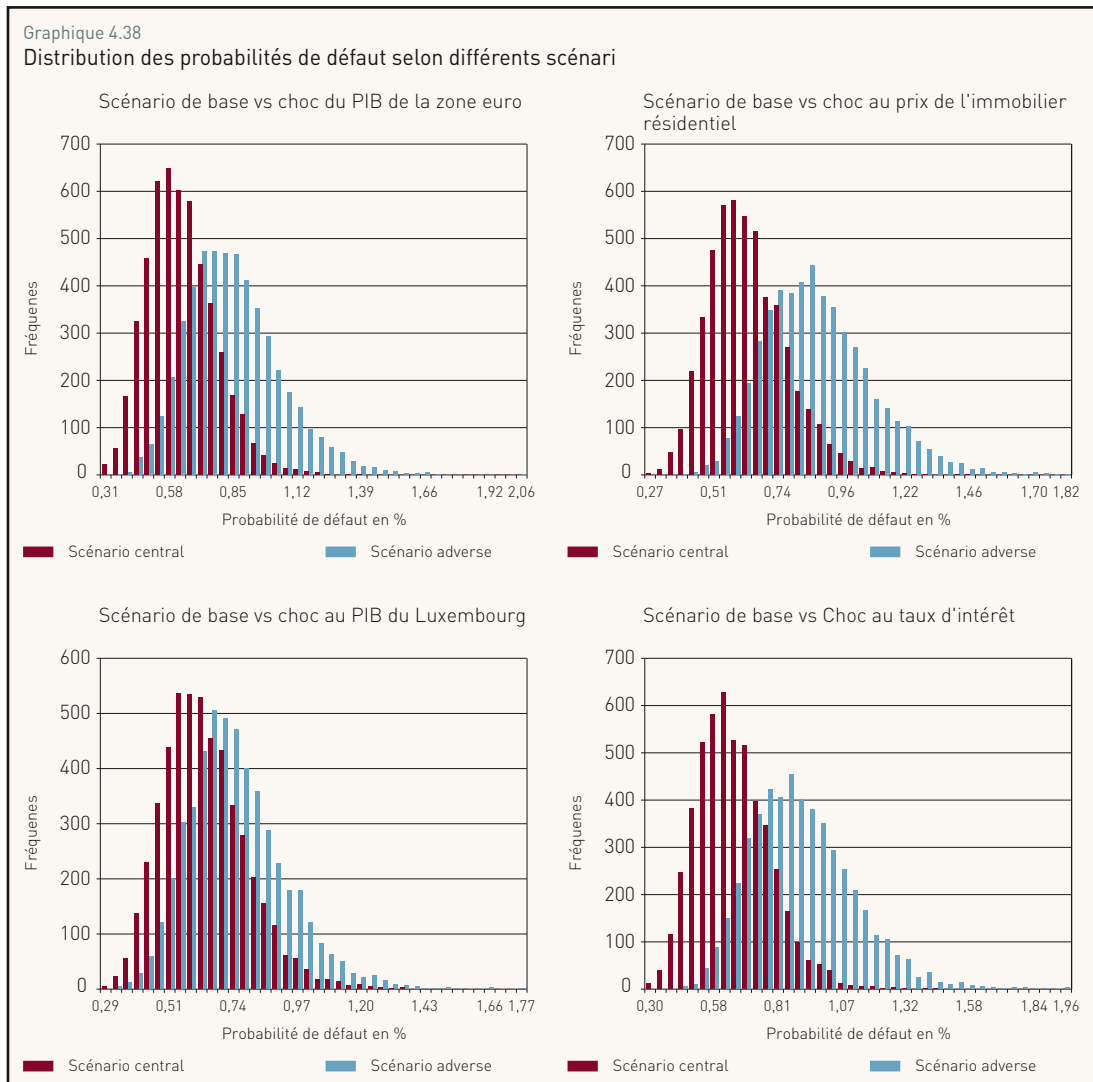 Graphique 4.38
Distribution des probabilités de défaut selon différents scénari
Scénario de base vs choc du PIB de la zone euro
700
600
500
400
300
200
100
0
Fréquenes
0,31 0,58 0,85 1,12 1,39 1,66 1,92 2,06
Probabilité de défaut en %
Scénario central Scénario adverse
Scénario de base vs choc au prix de l'immobilier
résidentiel
700
600
500
400
300
200
100
0
Fréquenes
0,27 0,51 0,74 0,96 1,22 1,46 1,70 1,82
Probabilité de défaut en %
Scénario central Scénario adverse
Scénario de base vs choc au PIB du Luxembourg
600
500
400
300
200
100
0
Fréquenes
0,29 0,51 0,74 0,97 1,20 1,43 1,66 1,77
Probabilité de défaut en %
Scénario central Scénario adverse
Scénario de base vs Choc au taux d'intérêt
700
600
500
400
300
200
100
0
Fréquenes
0,30 0,58 0,81 1,07 1,32 1,58 1,84 1,96
Probabilité de défaut en %
Scénario central Scénario adverse